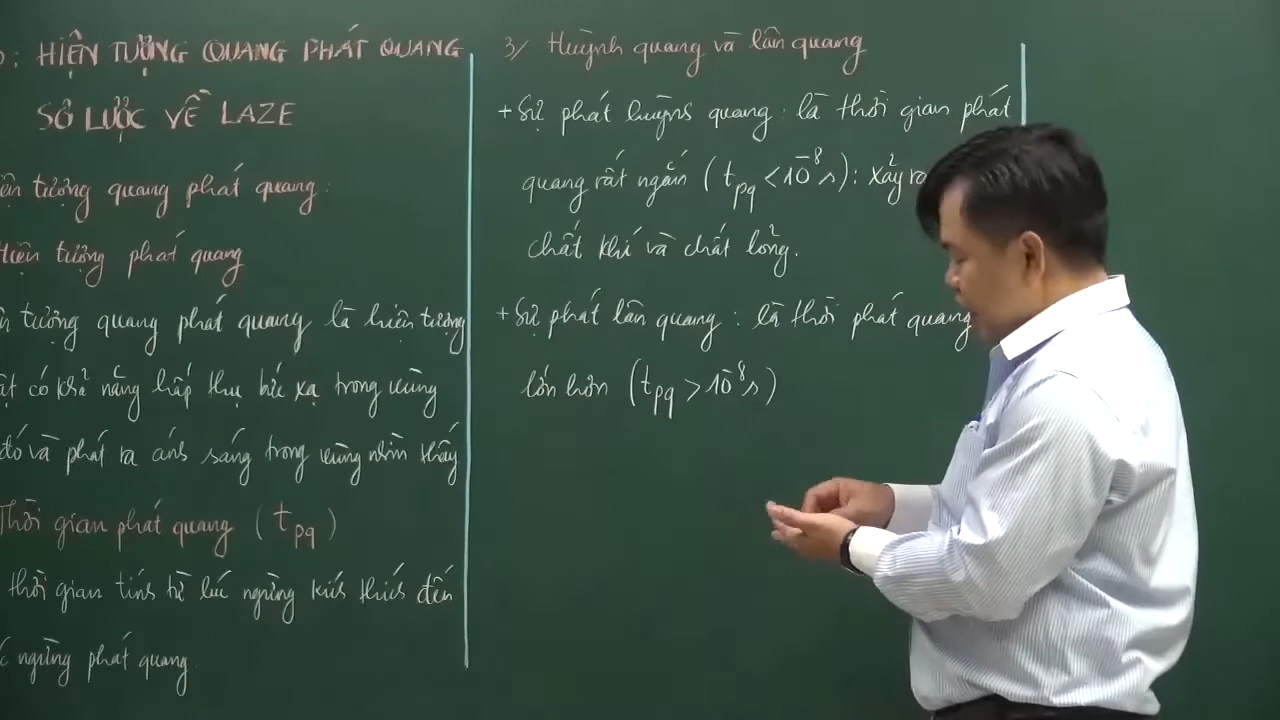 : HIỆN TƯỢNG QUANG PHÁT QUANG
SƠ LƯỢC VỀ LAZE
ện tượng quang phát quang:
Hiện tượng phát quang
n tượng quang phát quang là hiện tượng
ật có khả năng hấp thụ bức xạ trong vùng
đó và phát ra ánh sáng trong vùng nhìn thấy
Thời gian phát quang (tpq)
thời gian tính từ lúc ngừng kích thích đến
c ngừng phát quang
3/ Huỳnh quang và lân quang
+ Sự phát huỳnh quang: là thời gian phát
quang rất ngắn (tpq < 10⁻⁸ s): xảy ra
chất khí và chất lỏng.
+ Sự phát lân quang: là thời phát quang
lớn hơn (tpq > 10⁻⁸ s)